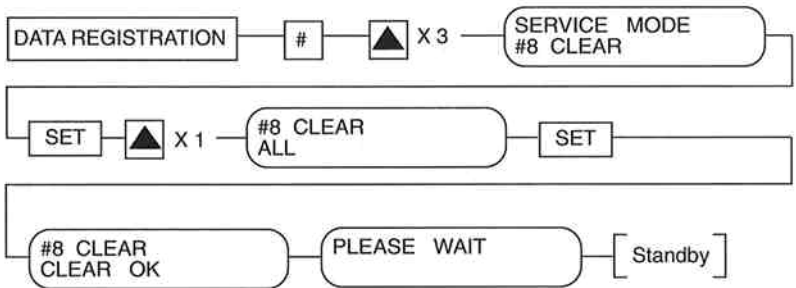 DATA REGISTRATION # ▲ X 3 SERVICE MODE
#8 CLEAR
SET ▲ X 1 #8 CLEAR
ALL
SET
#8 CLEAR
CLEAR OK
PLEASE WAIT
[Standby]